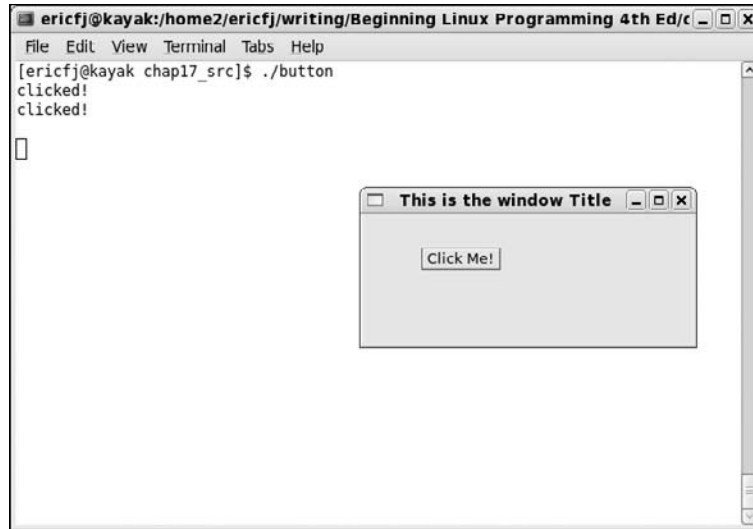 ericfj@kayak:/home2/ericfj/writing/Beginning Linux Programming 4th Ed/c
File Edit View Terminal Tabs Help
[ericfj@kayak chap17_src]$ ./button
clicked!
clicked!
This is the window Title
Click Me!